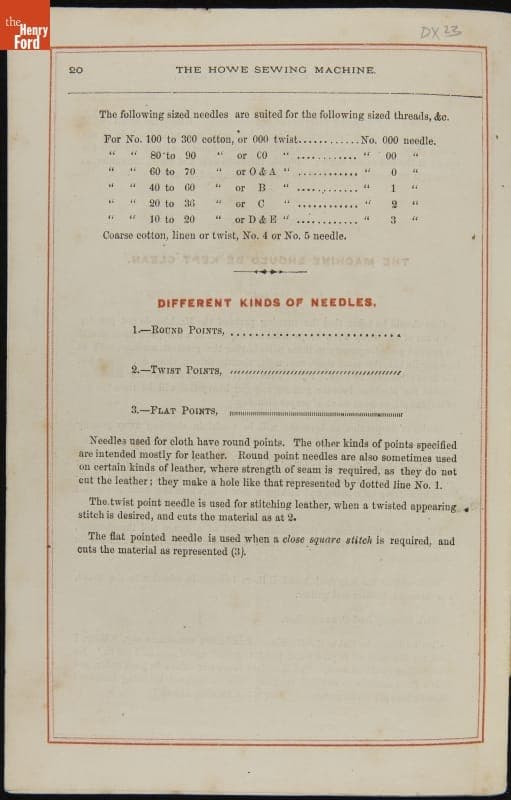 the
Henry
Ford
DX 23
20 THE HOWE SEWING MACHINE.
The following sized needles are suited for the following sized threads, &c.
For No. 100 to 300 cotton, or 000 twist............No. 000 needle.
“ “ 80 to 90 “ or CO “ ............ “ 00 “
“ “ 60 to 70 “ or O & A “ ............ “ 0 “
“ “ 40 to 60 “ or B “ ............ “ 1 “
“ “ 20 to 36 “ or C “ ............ “ 2 “
“ “ 10 to 20 “ or D & E “ ............ “ 3 “
Coarse cotton, linen or twist, No. 4 or No. 5 needle.
DIFFERENT KINDS OF NEEDLES.
1.—ROUND POINTS,
2.—TWIST POINTS,
3.—FLAT POINTS,
Needles used for cloth have round points. The other kinds of points specified
are intended mostly for leather. Round point needles are also sometimes used
on certain kinds of leather, where strength of seam is required, as they do not
cut the leather; they make a hole like that represented by dotted line No. 1.
The twist point needle is used for stitching leather, when a twisted appearing
stitch is desired, and cuts the material as at 2.
The flat pointed needle is used when a close square stitch is required, and
cuts the material as represented (3).